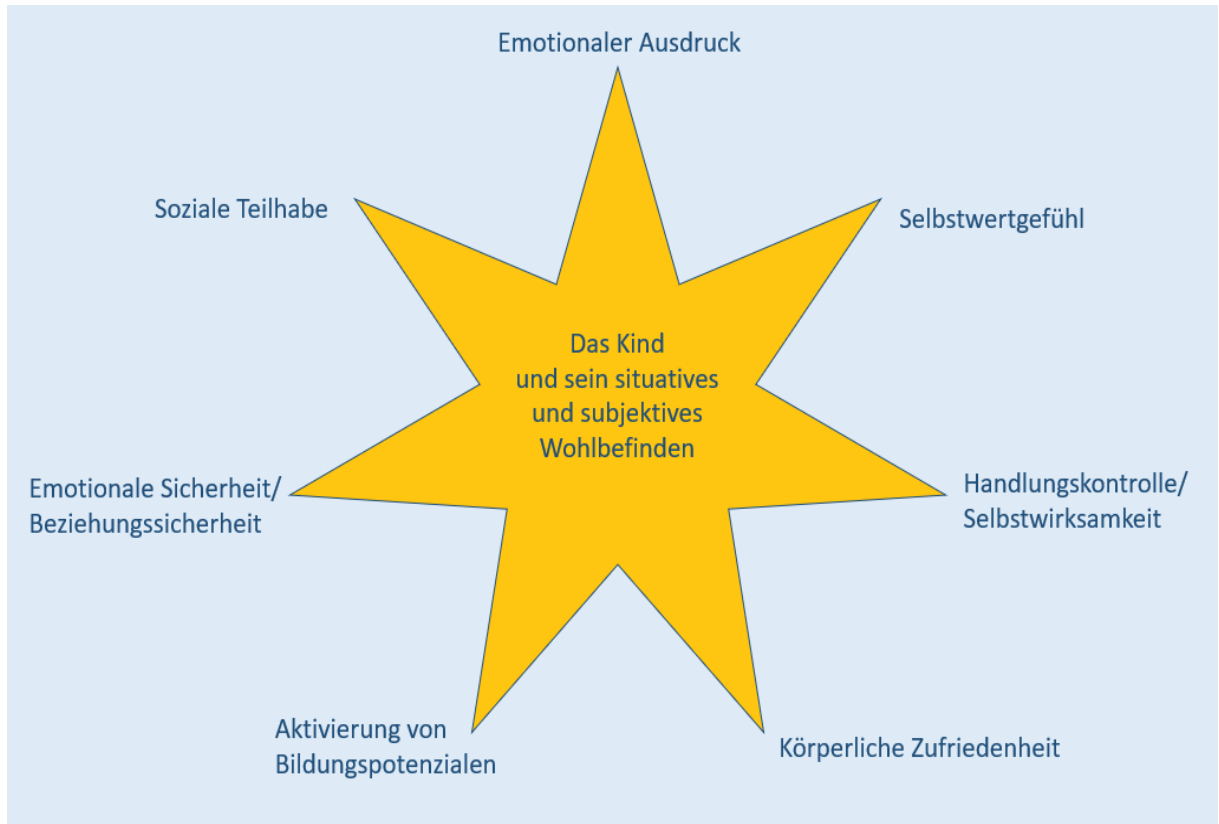 Emotionaler Ausdruck
Soziale Teilhabe
Selbstwertgefühl
Das Kind
und sein situatives
und subjektives
Wohlbefinden
Emotionale Sicherheit/
Beziehungssicherheit
Handlungskontrolle/
Selbstwirksamkeit
Aktivierung von
Bildungspotenzialen
Körperliche Zufriedenheit